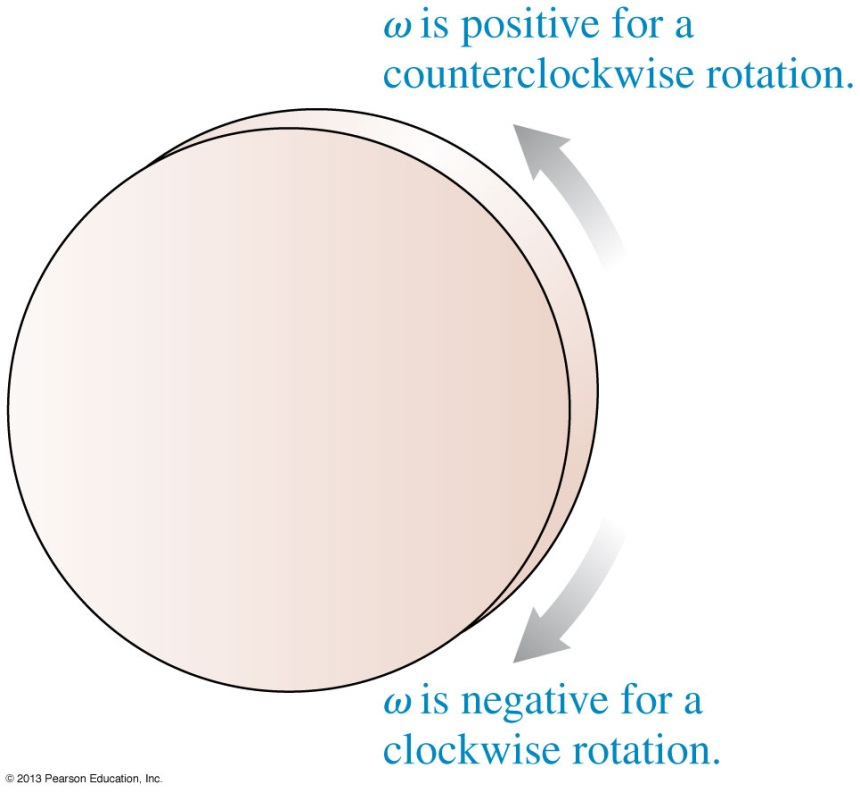 ω is positive for a
counterclockwise rotation.
ω is negative for a
clockwise rotation.
© 2013 Pearson Education, Inc.